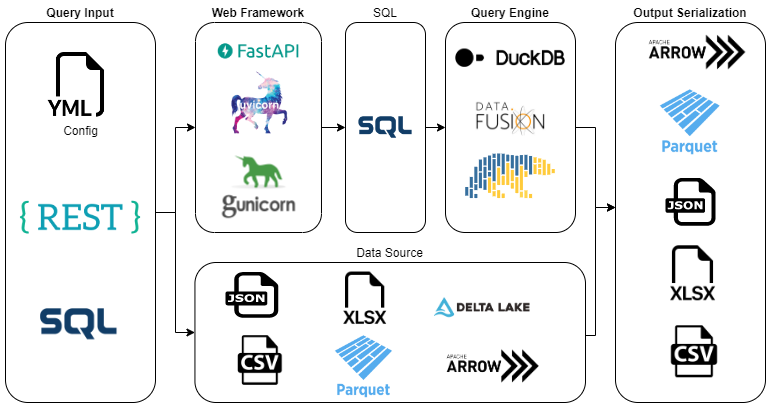 Query Input
Web Framework
SQL
Query Engine
Output Serialization
YML
Config
{ REST }
SQL
FastAPI
uvicorn
gunicorn
SQL
DuckDB
DATA
FUSION
APACHE
ARROW
Parquet
JSON
XLSX
CSV
Data Source
JSON
XLSX
DELTA LAKE
CSV
Parquet
APACHE
ARROW